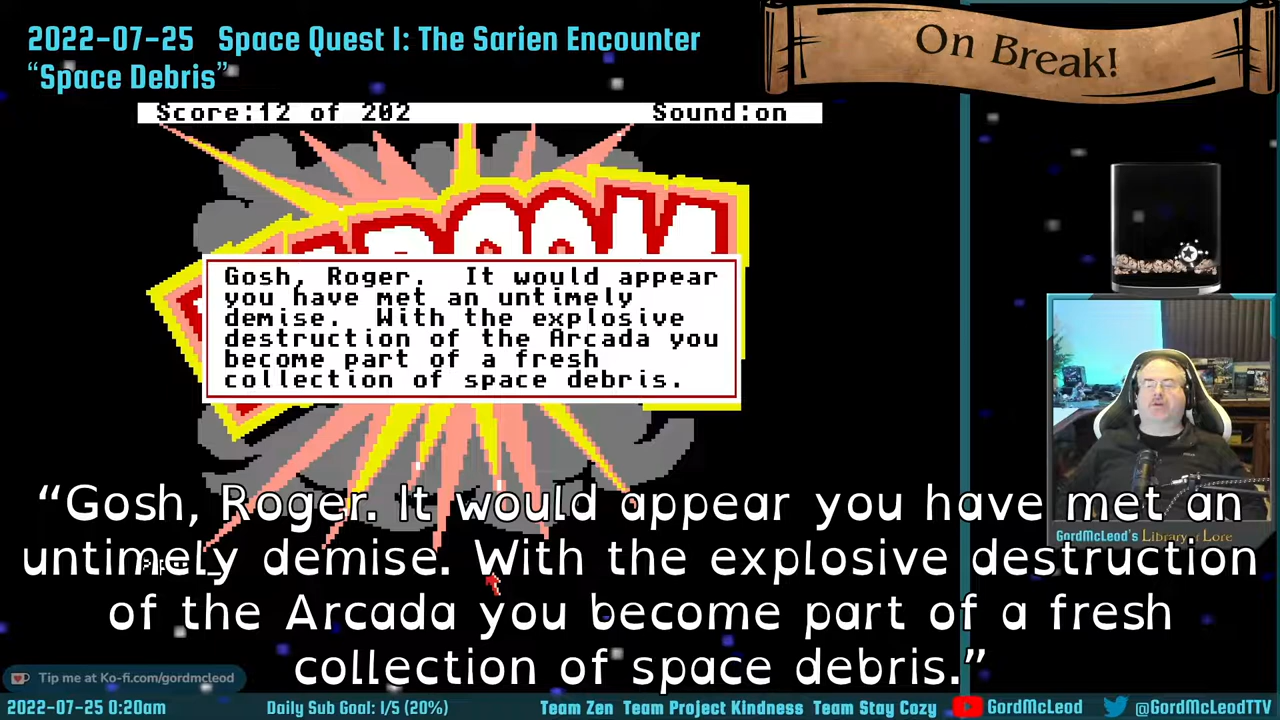 2022-07-25 Space Quest I: The Sarien Encounter
“Space Debris”
On Break!
Score:12 of 202 Sound:on
Gosh, Roger. It would appear
you have met an untimely
demise. With the explosive
destruction of the Arcada you
become part of a fresh
collection of space debris.
“Gosh, Roger. It would appear you have met an
untimely demise. With the explosive destruction
of the Arcada you become part of a fresh
collection of space debris.”
GordMcLeod's Library of Lore
Tip me at Ko-fi.com/gordmcleod
2022-07-25 0:20am Daily Sub Goal: 1/5 (20%) Team Zen Team Project Kindness Team Stay Cozy GordMcLeod @GordMcLeodTTV